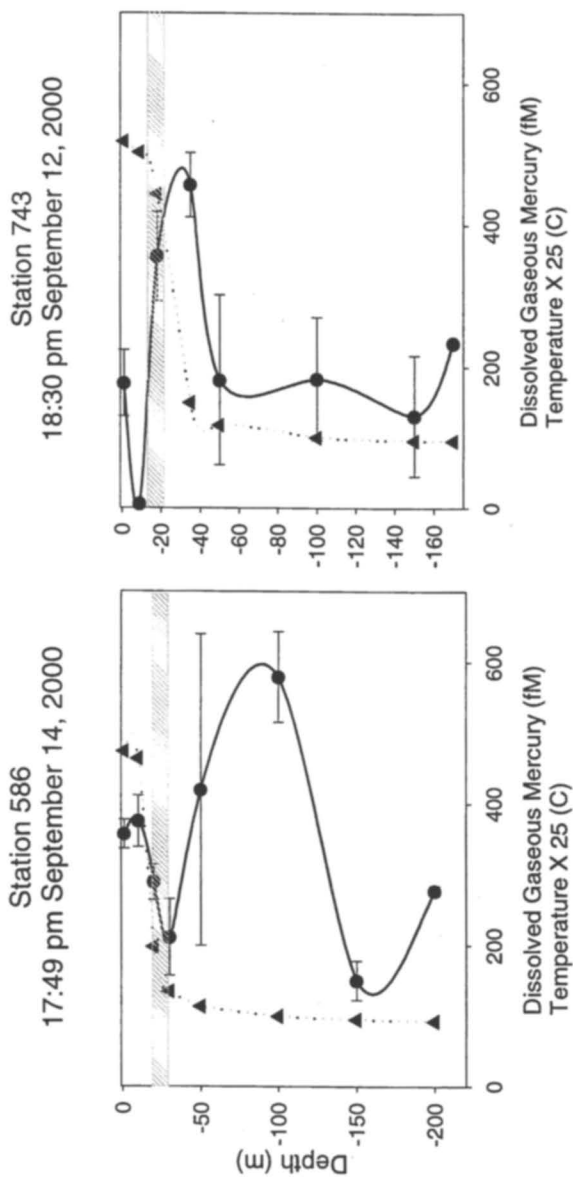 Station 586
17:49 pm September 14, 2000
Depth (m)
0
-50
-100
-150
-200
0
200
400
600
Dissolved Gaseous Mercury (fM)
Temperature X 25 (C)
Station 743
18:30 pm September 12, 2000
0
-20
-40
-60
-80
-100
-120
-140
-160
0
200
400
600
Dissolved Gaseous Mercury (fM)
Temperature X 25 (C)